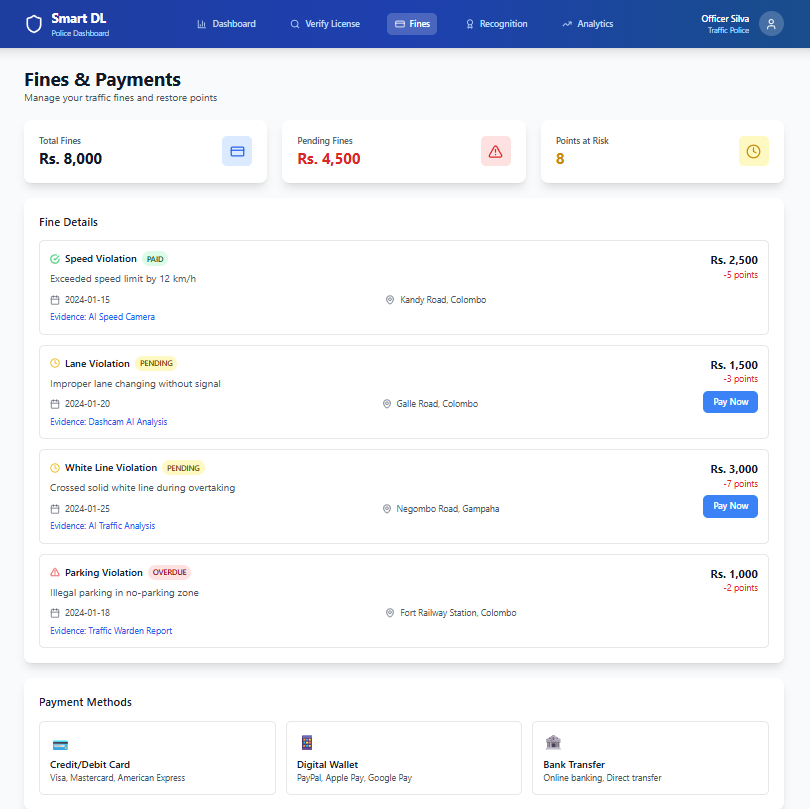 Smart DL
Police Dashboard
Dashboard
Verify License
Fines
Recognition
Analytics
Officer Silva
Traffic Police
Fines & Payments
Manage your traffic fines and restore points
Total Fines
Rs. 8,000
Pending Fines
Rs. 4,500
Points at Risk
8
Fine Details
Speed Violation PAID
Rs. 2,500
-5 points
Exceeded speed limit by 12 km/h
2024-01-15
Kandy Road, Colombo
Evidence: AI Speed Camera
Lane Violation PENDING
Rs. 1,500
-3 points
Improper lane changing without signal
2024-01-20
Galle Road, Colombo
Pay Now
Evidence: Dashcam AI Analysis
White Line Violation PENDING
Rs. 3,000
-7 points
Crossed solid white line during overtaking
2024-01-25
Negombo Road, Gampaha
Pay Now
Evidence: AI Traffic Analysis
Parking Violation OVERDUE
Rs. 1,000
-2 points
Illegal parking in no-parking zone
2024-01-18
Fort Railway Station, Colombo
Evidence: Traffic Warden Report
Payment Methods
Credit/Debit Card
Visa, Mastercard, American Express
Digital Wallet
PayPal, Apple Pay, Google Pay
Bank Transfer
Online banking, Direct transfer